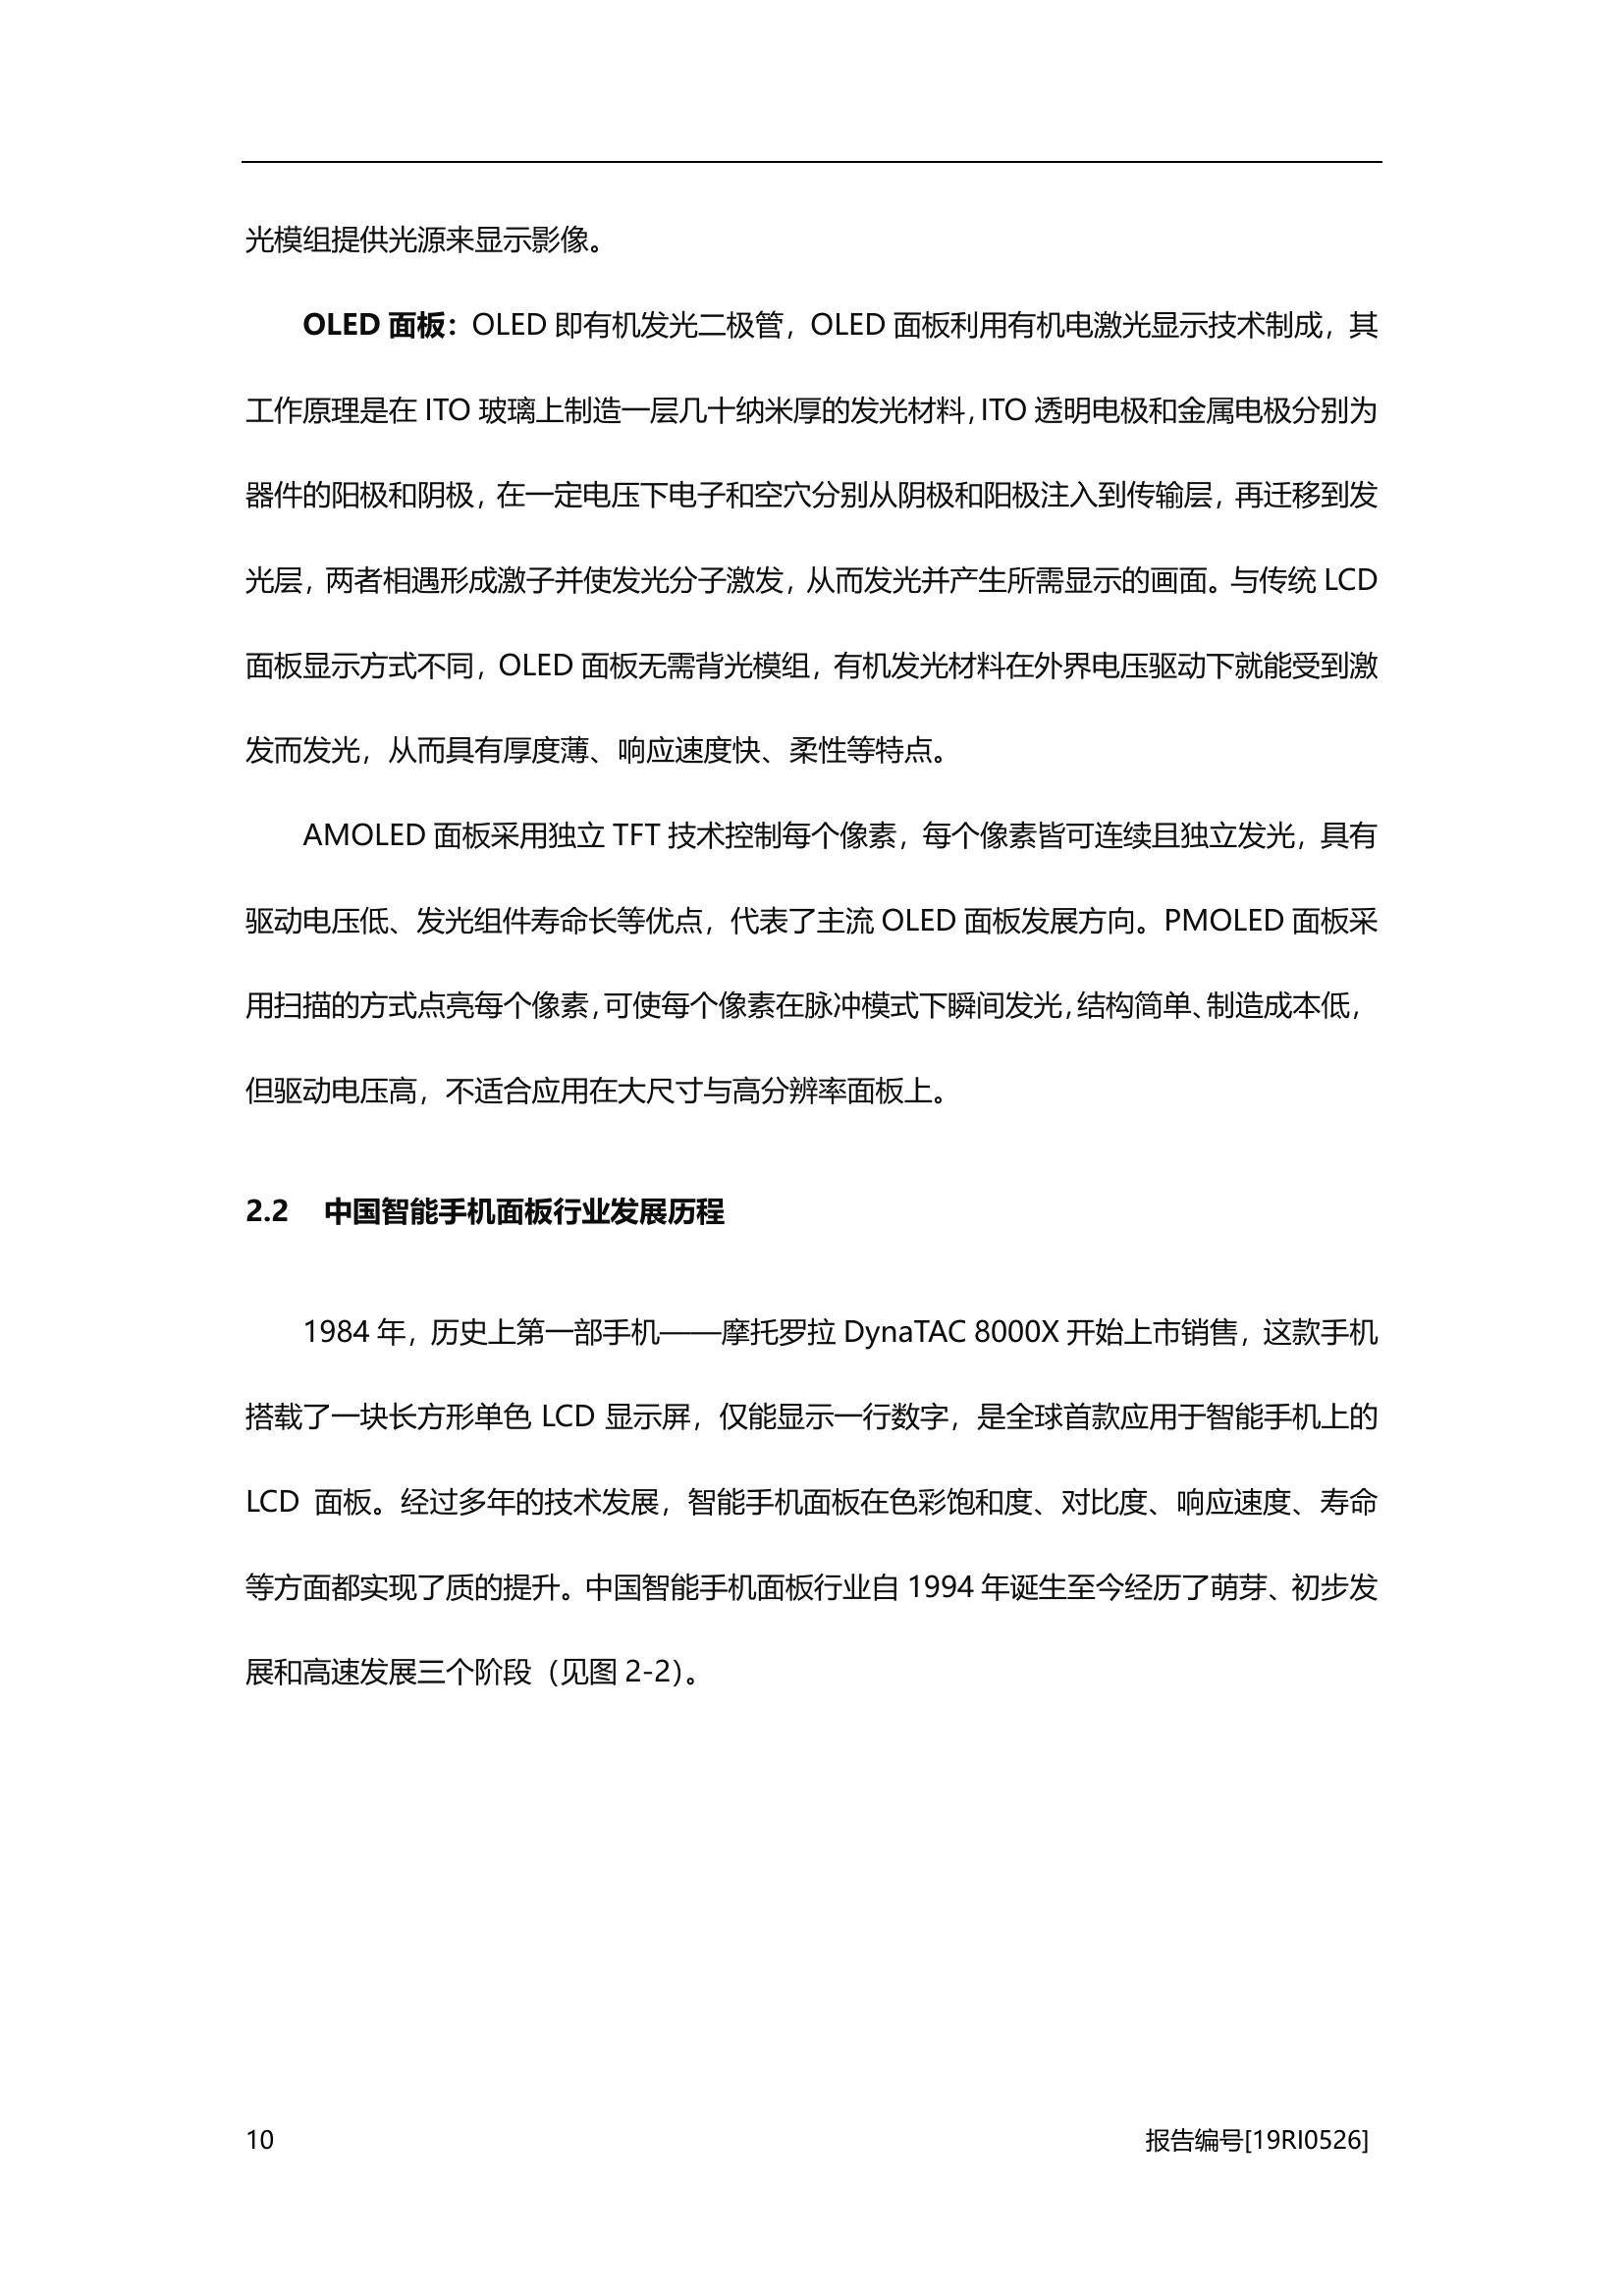 光模组提供光源来显示影像。
OLED 面板：OLED 即有机发光二极管，OLED 面板利用有机电激光显示技术制成，其
工作原理是在 ITO 玻璃上制造一层几十纳米厚的发光材料，ITO 透明电极和金属电极分别为
器件的阳极和阴极，在一定电压下电子和空穴分别从阴极和阳极注入到传输层，再迁移到发
光层，两者相遇形成激子并使发光分子激发，从而发光并产生所需显示的画面。与传统 LCD
面板显示方式不同，OLED 面板无需背光模组，有机发光材料在外界电压驱动下就能受到激
发而发光，从而具有厚度薄、响应速度快、柔性等特点。
AMOLED 面板采用独立 TFT 技术控制每个像素，每个像素皆可连续且独立发光，具有
驱动电压低、发光组件寿命长等优点，代表了主流 OLED 面板发展方向。PMOLED 面板采
用扫描的方式点亮每个像素，可使每个像素在脉冲模式下瞬间发光，结构简单、制造成本低，
但驱动电压高，不适合应用在大尺寸与高分辨率面板上。
2.2 中国智能手机面板行业发展历程
1984 年，历史上第一部手机——摩托罗拉 DynaTAC 8000X 开始上市销售，这款手机
搭载了一块长方形单色 LCD 显示屏，仅能显示一行数字，是全球首款应用于智能手机上的
LCD 面板。经过多年的技术发展，智能手机面板在色彩饱和度、对比度、响应速度、寿命
等方面都实现了质的提升。中国智能手机面板行业自 1994 年诞生至今经历了萌芽、初步发
展和高速发展三个阶段（见图 2-2）。
10 报告编号[19RI0526]